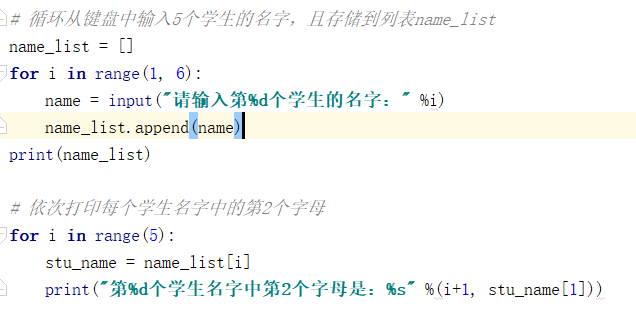 # 循环从键盘中输入5个学生的名字，且存储到列表name_list
name_list = []
for i in range(1, 6):
    name = input("请输入第%d个学生的名字：" %i)
    name_list.append(name)
print(name_list)
# 依次打印每个学生名字中的第2个字母
for i in range(5):
    stu_name = name_list[i]
    print("第%d个学生名字中第2个字母是：%s" %(i+1, stu_name[1]))